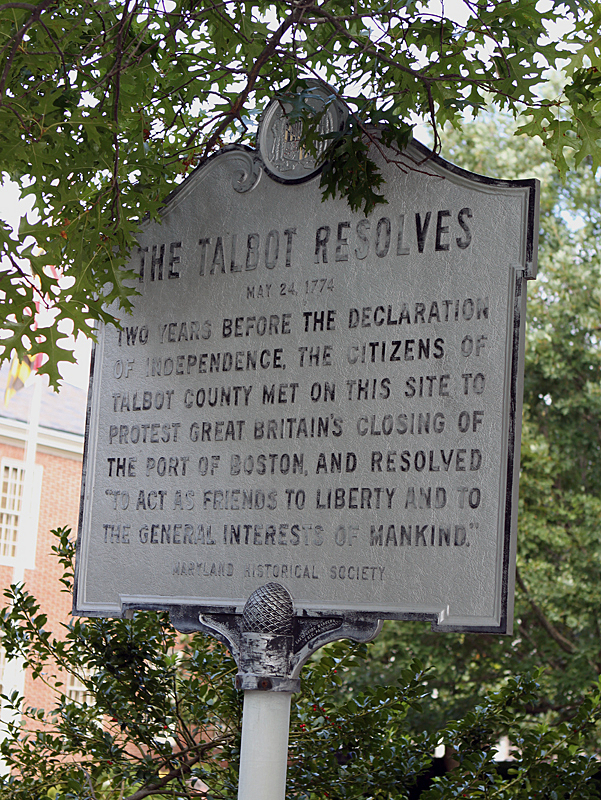 THE TALBOT RESOLVES
MAY 24, 1774
TWO YEARS BEFORE THE DECLARATION
OF INDEPENDENCE, THE CITIZENS OF
TALBOT COUNTY MET ON THIS SITE TO
PROTEST GREAT BRITAIN'S CLOSING OF
THE PORT OF BOSTON, AND RESOLVED
"TO ACT AS FRIENDS TO LIBERTY AND TO
THE GENERAL INTERESTS OF MANKIND."
MARYLAND HISTORICAL SOCIETY